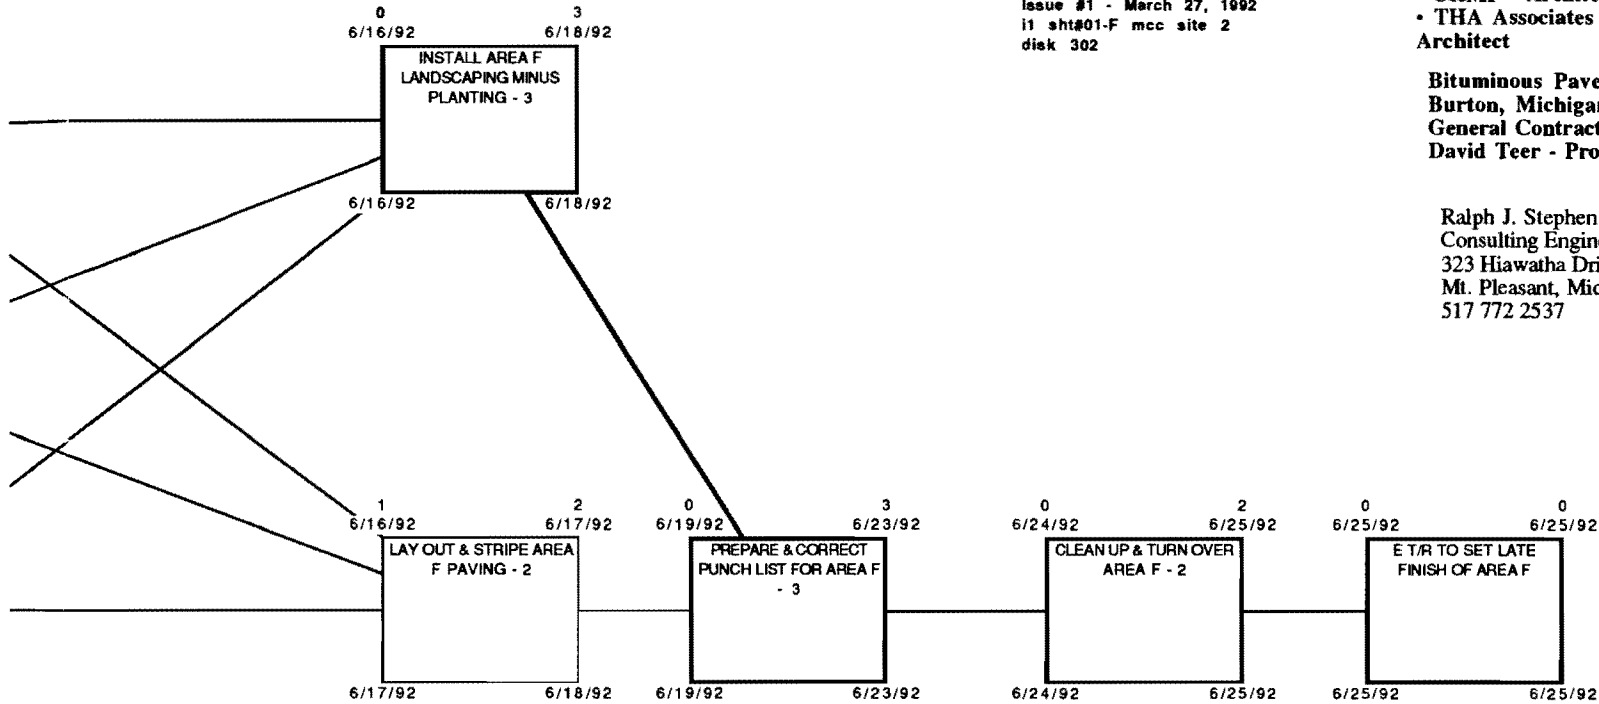 0 3
6/16/92 6/18/92
INSTALL AREA F
LANDSCAPING MINUS
PLANTING - 3
6/16/92 6/18/92
Issue #1 - March 27, 1992
i1 sht#01-F mcc site 2
disk 302
• THA Associates
Architect
Bituminous Pave
Burton, Michigan
General Contract
David Teer - Pro
Ralph J. Stephen
Consulting Engin
323 Hiawatha Dri
Mt. Pleasant, Mic
517 772 2537
1 2
6/16/92 6/17/92
LAY OUT & STRIPE AREA
F PAVING - 2
6/17/92 6/18/92
0 3
6/19/92 6/23/92
PREPARE & CORRECT
PUNCH LIST FOR AREA F
- 3
6/19/92 6/23/92
0 2
6/24/92 6/25/92
CLEAN UP & TURN OVER
AREA F - 2
6/24/92 6/25/92
0 0
6/25/92 6/25/92
E T/R TO SET LATE
FINISH OF AREA F
6/25/92 6/25/92